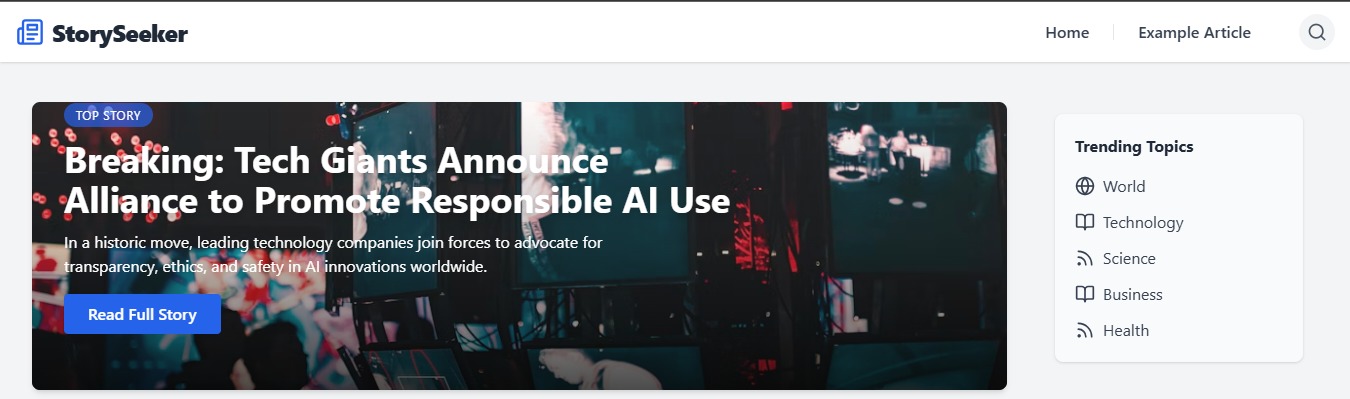 StorySeeker
Home
Example Article
TOP STORY
Breaking: Tech Giants Announce
Alliance to Promote Responsible AI Use
In a historic move, leading technology companies join forces to advocate for
transparency, ethics, and safety in AI innovations worldwide.
Read Full Story
Trending Topics
World
Technology
Science
Business
Health